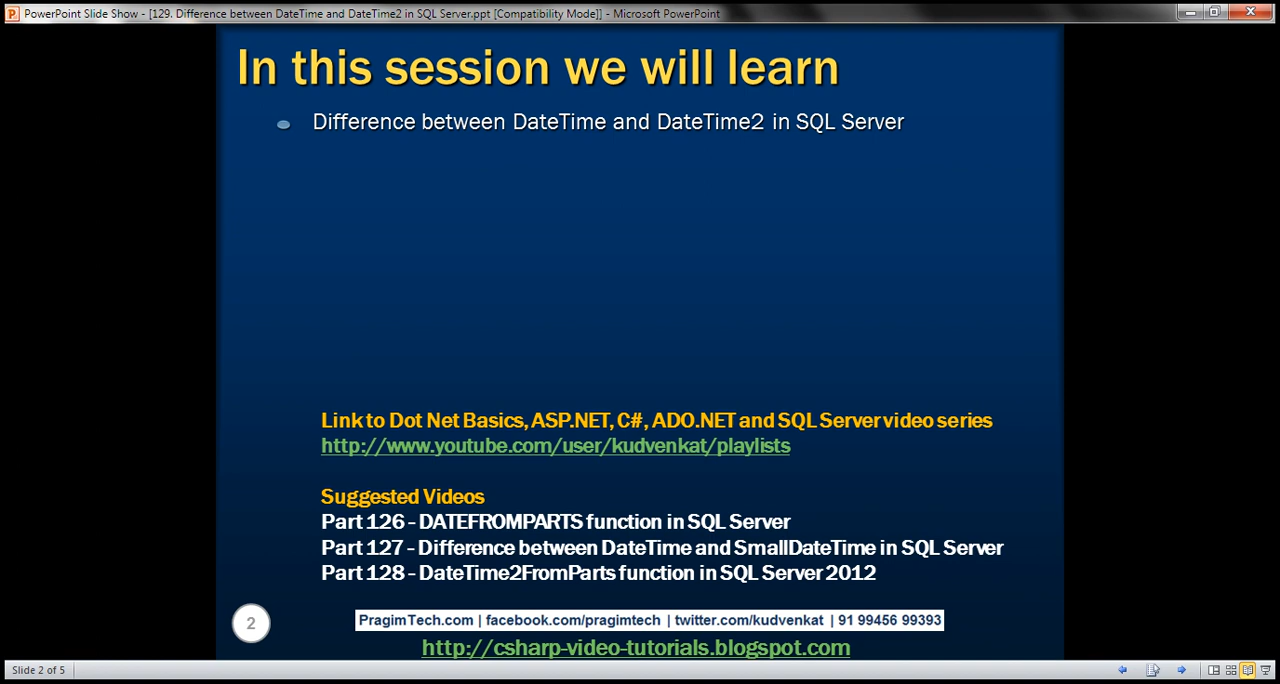 PowerPoint Slide Show - [129. Difference between DateTime and DateTime2 in SQL Server.ppt [Compatibility Mode]] - Microsoft PowerPoint
In this session we will learn
Difference between DateTime and DateTime2 in SQL Server
Link to Dot Net Basics, ASP.NET, C#, ADO.NET and SQL Server video series
http://www.youtube.com/user/kudvenkat/playlists
Suggested Videos
Part 126 - DATEFROMPARTS function in SQL Server
Part 127 - Difference between DateTime and SmallDateTime in SQL Server
Part 128 - DateTime2FromParts function in SQL Server 2012
2
PragimTech.com | facebook.com/pragimtech | twitter.com/kudvenkat | 91 99456 99393
http://csharp-video-tutorials.blogspot.com
Slide 2 of 5